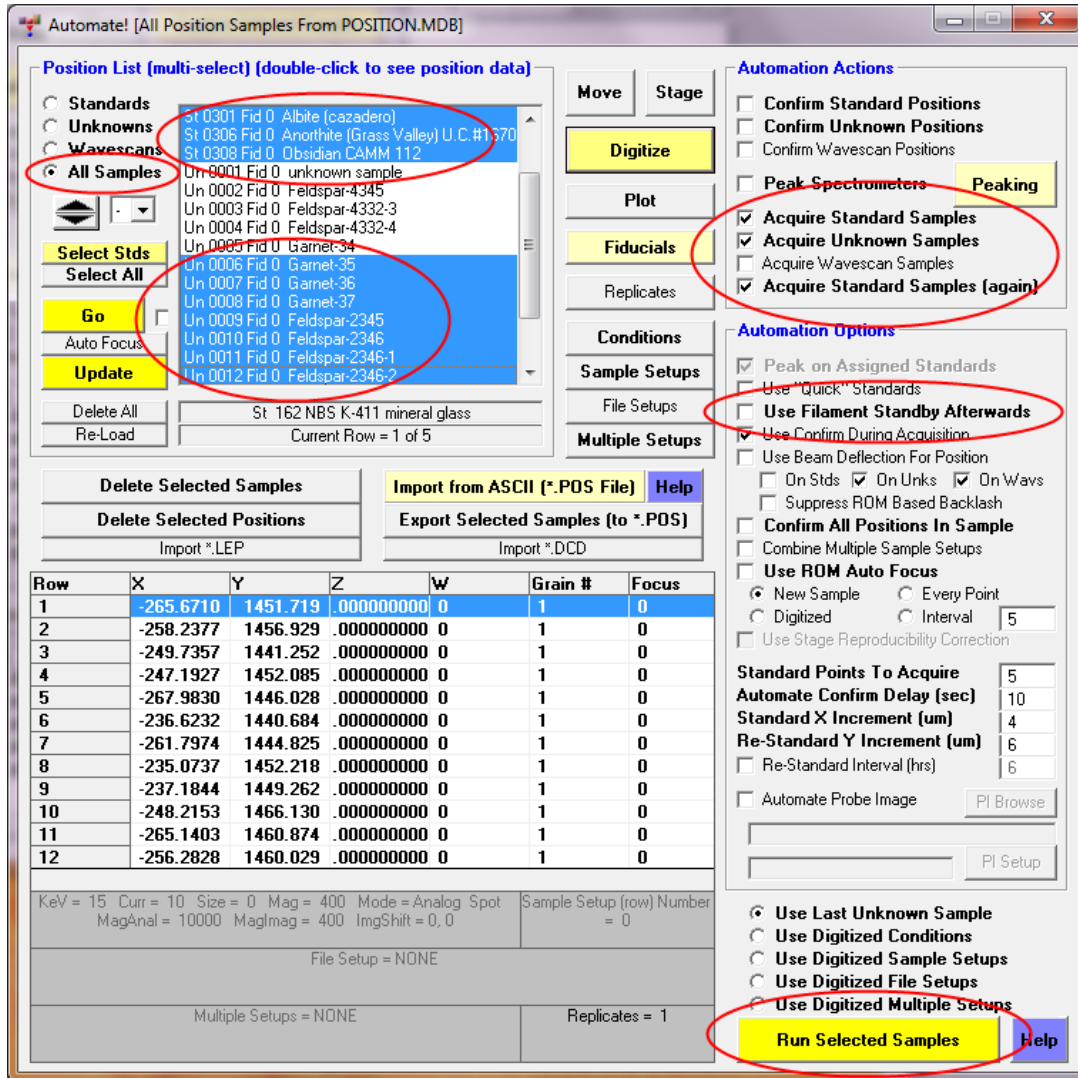 Automate! [All Position Samples From POSITION.MDB]
Position List (multi-select) (double-click to see position data)
Standards
Unknowns
Wavescans
All Samples
-
Select Stds
Select All
Go
Auto Focus
Update
Delete All
Re-Load
St 0301 Fid 0 Albite (cazadero)
St 0306 Fid 0 Anorthite (Grass Valley) U.C.#1670
St 0308 Fid 0 Obsidian CAMM 112
Un 0001 Fid 0 unknown sample
Un 0002 Fid 0 Feldspar-4345
Un 0003 Fid 0 Feldspar-4332-3
Un 0004 Fid 0 Feldspar-4332-4
Un 0005 Fid 0 Garnet-34
Un 0006 Fid 0 Garnet-35
Un 0007 Fid 0 Garnet-36
Un 0008 Fid 0 Garnet-37
Un 0009 Fid 0 Feldspar-2345
Un 0010 Fid 0 Feldspar-2346
Un 0011 Fid 0 Feldspar-2346-1
Un 0012 Fid 0 Feldspar-2346-2
St 162 NBS K-411 mineral glass
Current Row = 1 of 5
Move Stage
Digitize
Plot
Fiducials
Replicates
Conditions
Sample Setups
File Setups
Multiple Setups
Delete Selected Samples
Delete Selected Positions
Import *.LEP
Import from ASCII (*.POS File) Help
Export Selected Samples (to *.POS)
Import *.DCD
Row X Y Z W Grain # Focus
1 -265.6710 1451.719 .000000000 0 1 0
2 -258.2377 1456.929 .000000000 0 1 0
3 -249.7357 1441.252 .000000000 0 1 0
4 -247.1927 1452.085 .000000000 0 1 0
5 -267.9830 1446.028 .000000000 0 1 0
6 -236.6232 1440.684 .000000000 0 1 0
7 -261.7974 1444.825 .000000000 0 1 0
8 -235.0737 1452.218 .000000000 0 1 0
9 -237.1844 1449.262 .000000000 0 1 0
10 -248.2153 1466.130 .000000000 0 1 0
11 -265.1403 1460.874 .000000000 0 1 0
12 -256.2828 1460.029 .000000000 0 1 0
KeV = 15 Curr = 10 Size = 0 Mag = 400 Mode = Analog Spot
MagAnal = 10000 MagImag = 400 ImgShift = 0, 0
Sample Setup (row) Number
= 0
File Setup = NONE
Multiple Setups = NONE
Replicates = 1
Automation Actions
Confirm Standard Positions
Confirm Unknown Positions
Confirm Wavescan Positions
Peak Spectrometers Peaking
Acquire Standard Samples
Acquire Unknown Samples
Acquire Wavescan Samples
Acquire Standard Samples (again)
Automation Options
Peak on Assigned Standards
Use "Quick" Standards
Use Filament Standby Afterwards
Use Confirm During Acquisition
Use Beam Deflection For Position
On Stds On Unks On Wavs
Suppress ROM Based Backlash
Confirm All Positions In Sample
Combine Multiple Sample Setups
Use ROM Auto Focus
New Sample Every Point
Digitized Interval 5
Use Stage Reproducibility Correction
Standard Points To Acquire 5
Automate Confirm Delay (sec) 10
Standard X Increment (um) 4
Re-Standard Y Increment (um) 6
Re-Standard Interval (hrs) 6
Automate Probe Image PI Browse
PI Setup
Use Last Unknown Sample
Use Digitized Conditions
Use Digitized Sample Setups
Use Digitized File Setups
Use Digitized Multiple Setups
Run Selected Samples Help